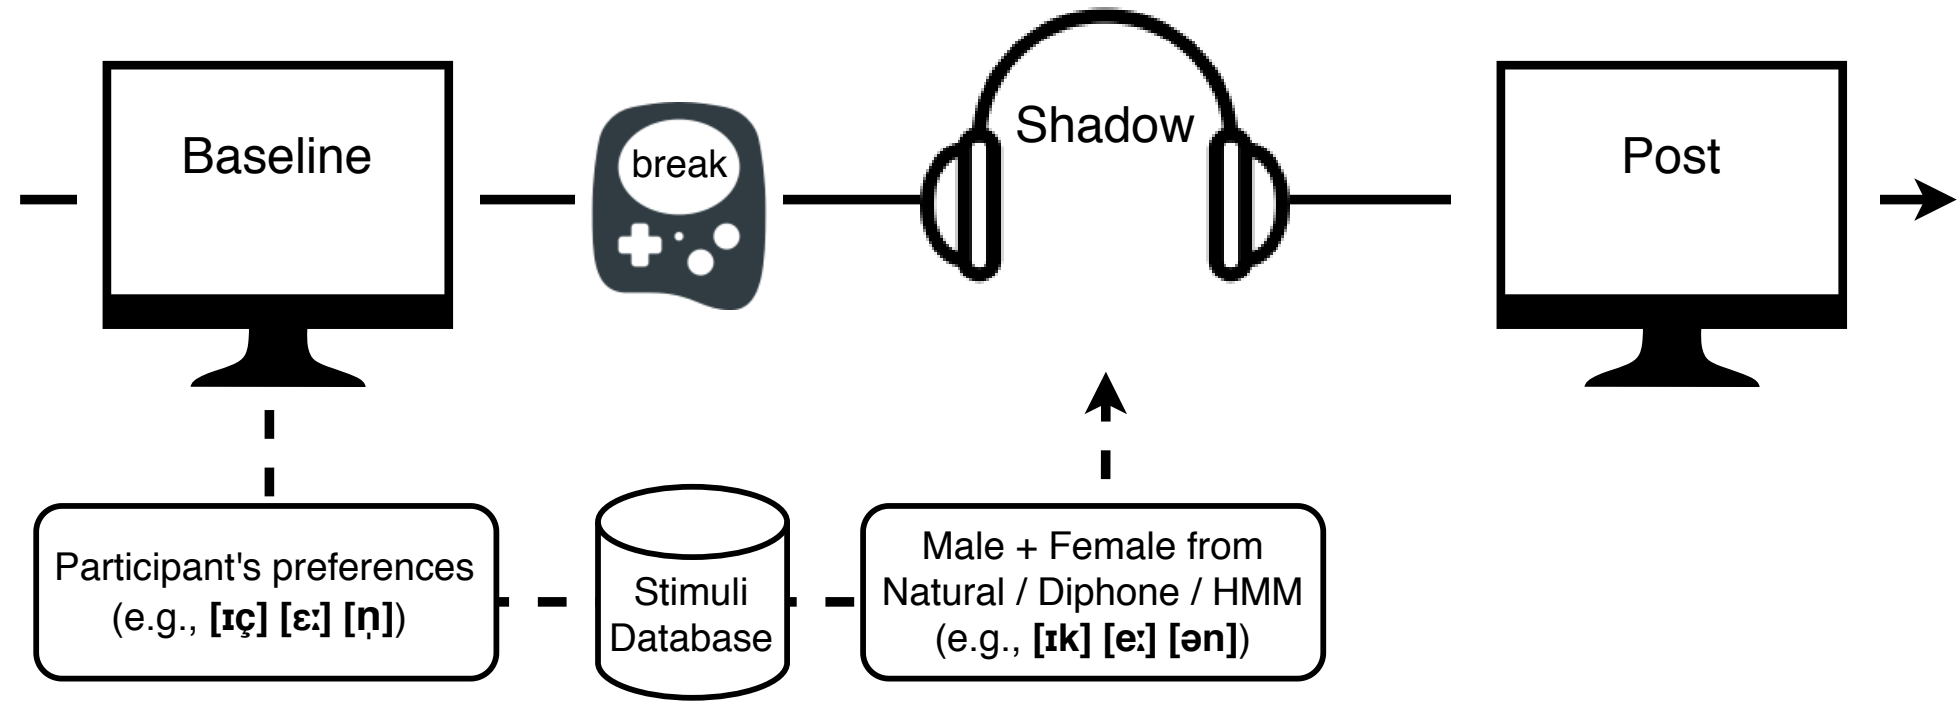 Baseline
break
Shadow
Post
Participant's preferences
(e.g., [ɪç] [ɛː] [n̩])
Stimuli
Database
Male + Female from
Natural / Diphone / HMM
(e.g., [ɪk] [eː] [ən])